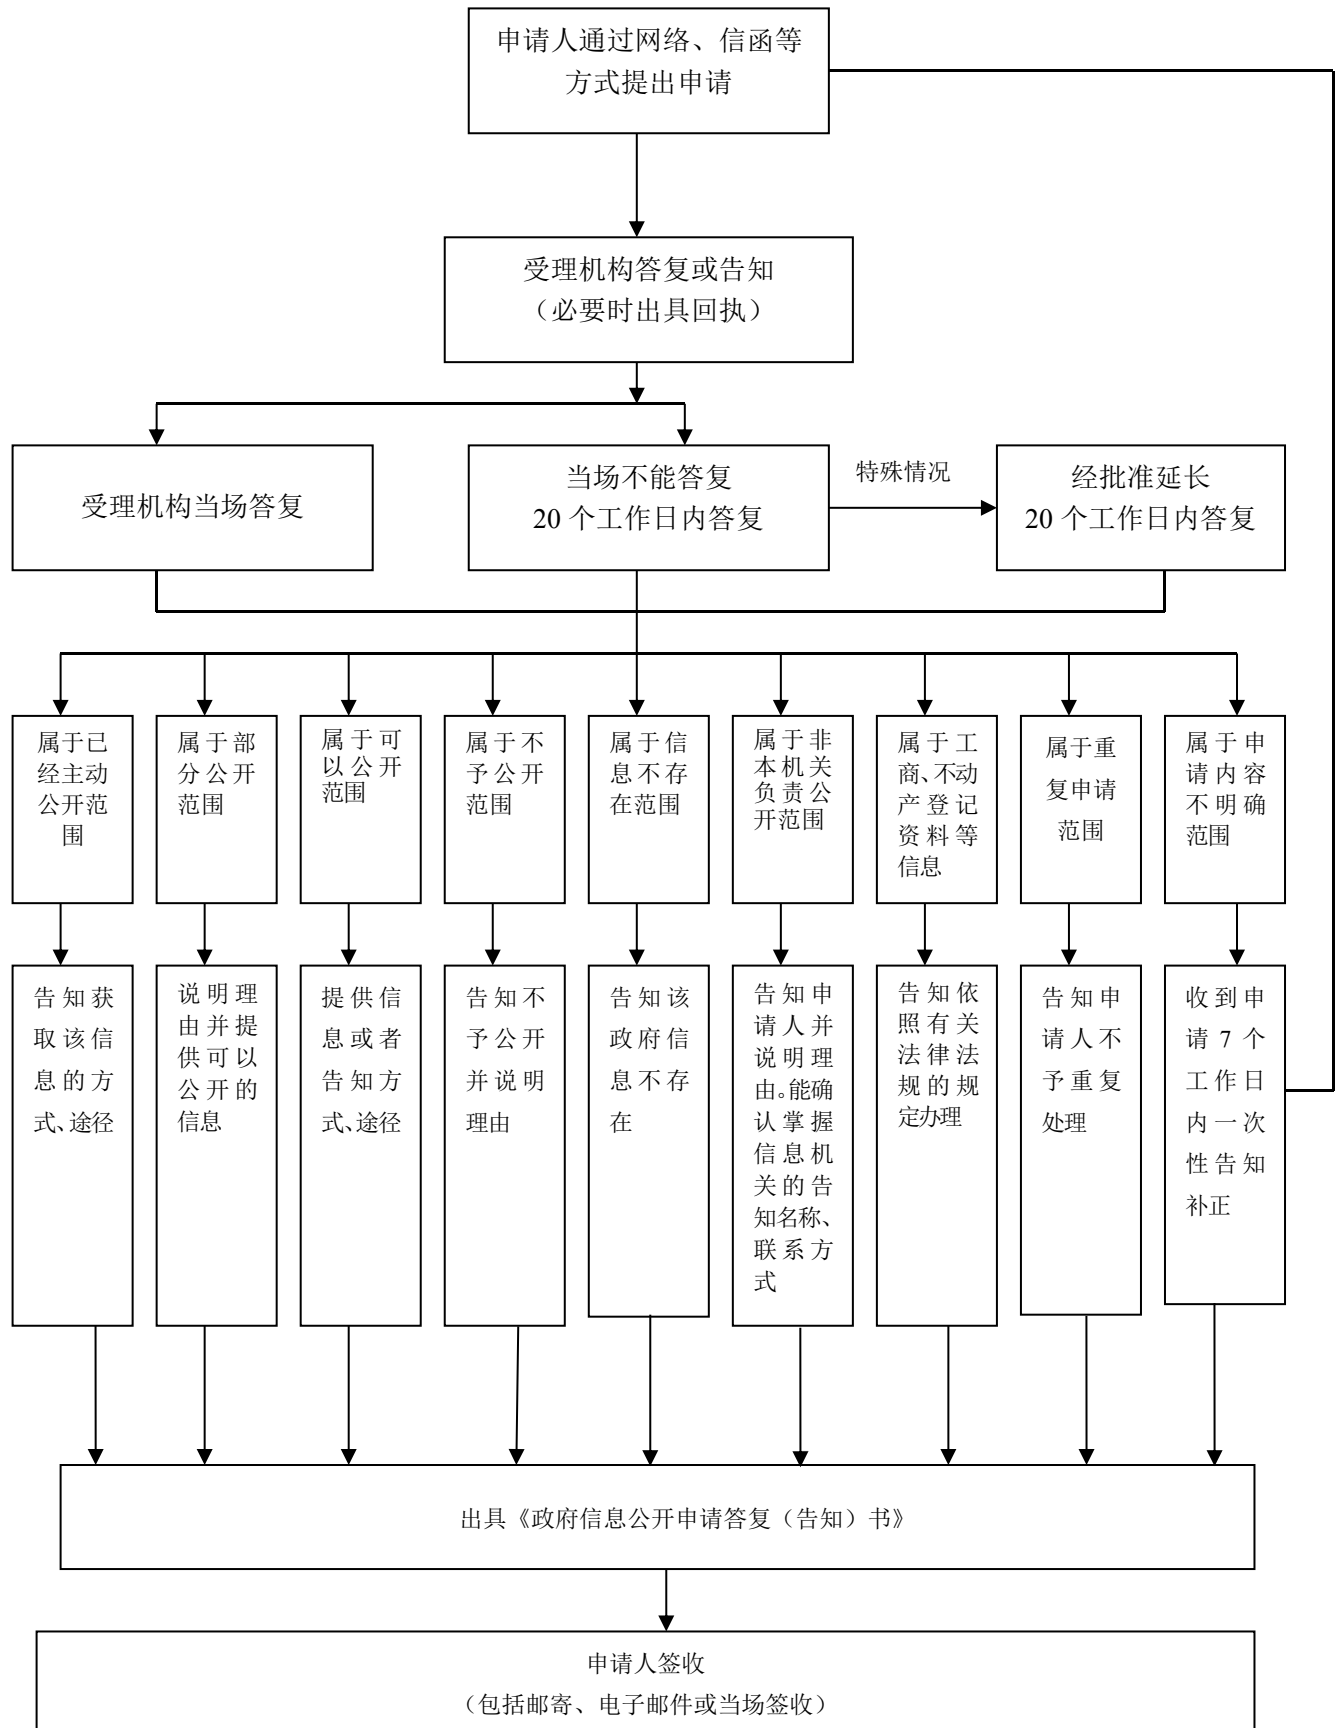 申请人通过网络、信函等
方式提出申请
受理机构答复或告知
（必要时出具回执）
受理机构当场答复
当场不能答复
20 个工作日内答复
特殊情况
经批准延长
20 个工作日内答复
属于已
经主动
公开范
围
属于部
分公开
范围
属于可
以公开
范围
属于不
予公开
范围
属于信
息不存
在范围
属于非
本机关
负责公
开范围
属于工
商、不动
产登记
资料等
信息
属于重
复申请
范围
属于申
请内容
不明确
范围
告知获
取该信
息的方
式、途径
说明理
由并提
供可以
公开的
信息
提供信
息或者
告知方
式、途径
告知不
予公开
并说明
理由
告知该
政府信
息不存
在
告知申
请人并
说明理
由。能确
认掌握
信息机
关的告
知名称、
联系方
式
告知依
照有关
法律法
规的规
定办理
告知申
请人不
予重复
处理
收到申
请 7 个
工作日
内一次
性告知
补正
出具《政府信息公开申请答复（告知）书》
申请人签收
（包括邮寄、电子邮件或当场签收）